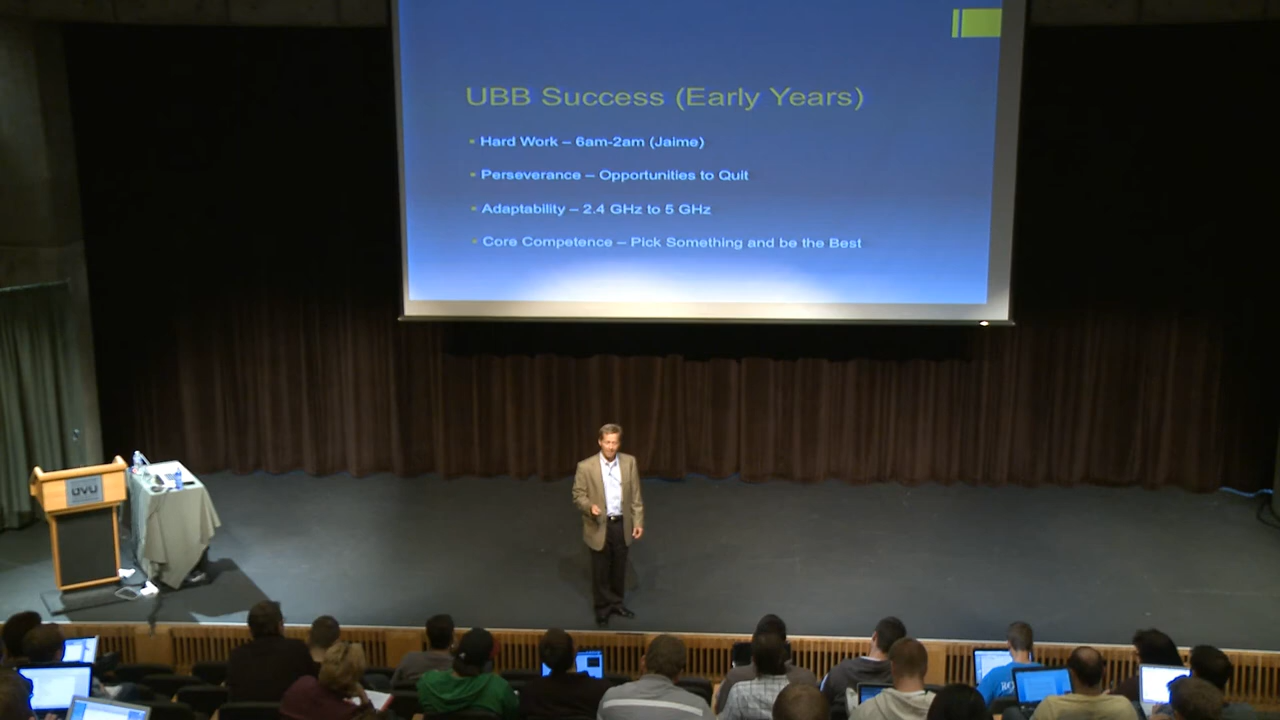 UBB Success (Early Years)
Hard Work – 6am-2am (Jaime)
Perseverance – Opportunities to Quit
Adaptability – 2.4 GHz to 5 GHz
Core Competence – Pick Something and be the Best
UVU